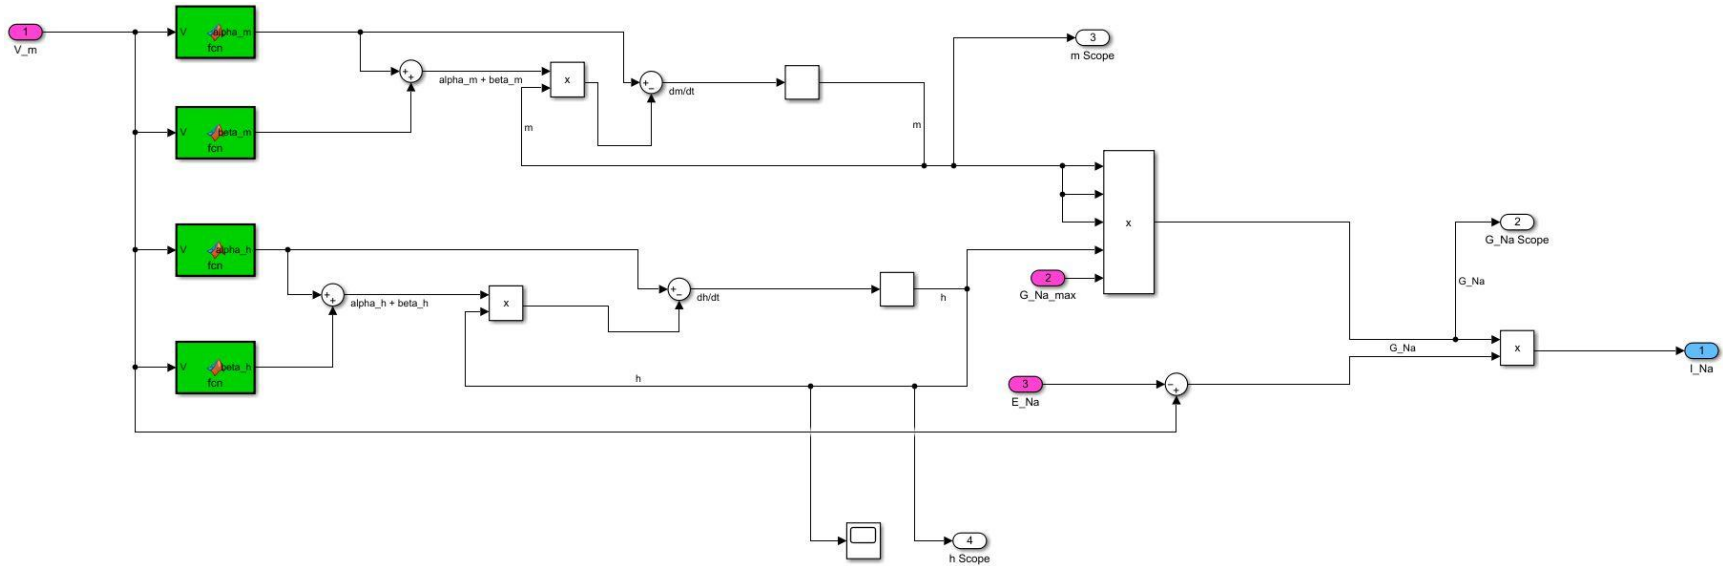 1
V_m
V alpha_m
fcn
alpha_m + beta_m
x
dm/dt
3
m Scope
V beta_m
fcn
m
m
V alpha_h
fcn
alpha_h + beta_h
x
dh/dt
h
x
2
G_Na_max
2
G_Na Scope
G_Na
V beta_h
fcn
h
3
E_Na
G_Na
x
1
I_Na
4
h Scope